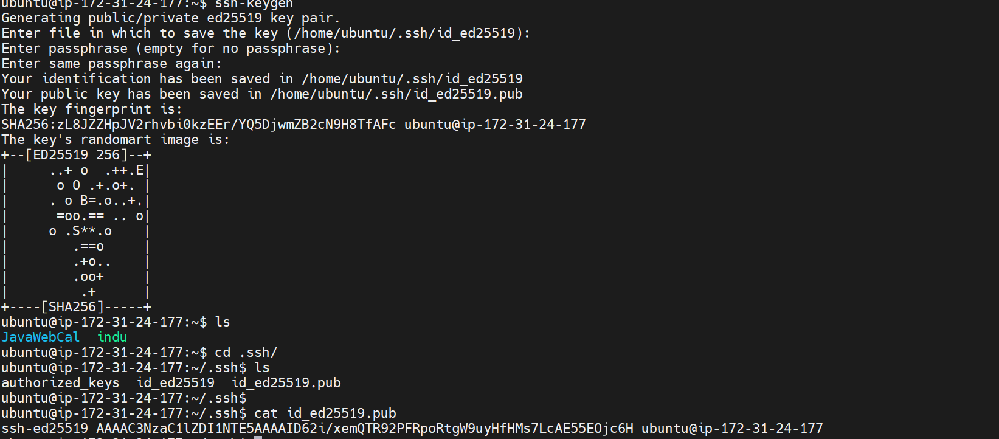 ubuntu@ip-172-31-24-177:~$ ssh-keygen
Generating public/private ed25519 key pair.
Enter file in which to save the key (/home/ubuntu/.ssh/id_ed25519):
Enter passphrase (empty for no passphrase):
Enter same passphrase again:
Your identification has been saved in /home/ubuntu/.ssh/id_ed25519
Your public key has been saved in /home/ubuntu/.ssh/id_ed25519.pub
The key fingerprint is:
SHA256:zL8JZZHpJV2rhvbi0kzEEr/YQ5DjwmZB2cN9H8TfAFc ubuntu@ip-172-31-24-177
The key's randomart image is:
+--[ED25519 256]--+
|     ..+ o  .++.E|
|      o O .+.o+. |
|     . o B=.o..+.|
|      =oo.== .. o|
|     o .S**.o    |
|        .==o     |
|        .+o..    |
|        .oo+     |
|         .+      |
+----[SHA256]-----+
ubuntu@ip-172-31-24-177:~$ ls
JavaWebCal  indu
ubuntu@ip-172-31-24-177:~$ cd .ssh/
ubuntu@ip-172-31-24-177:~/.ssh$ ls
authorized_keys  id_ed25519  id_ed25519.pub
ubuntu@ip-172-31-24-177:~/.ssh$
ubuntu@ip-172-31-24-177:~/.ssh$ cat id_ed25519.pub
ssh-ed25519 AAAAC3NzaC1lZDI1NTE5AAAAID62i/xemQTR92PFRpoRtgW9uyHfHMs7LcAE55EOjc6H ubuntu@ip-172-31-24-177